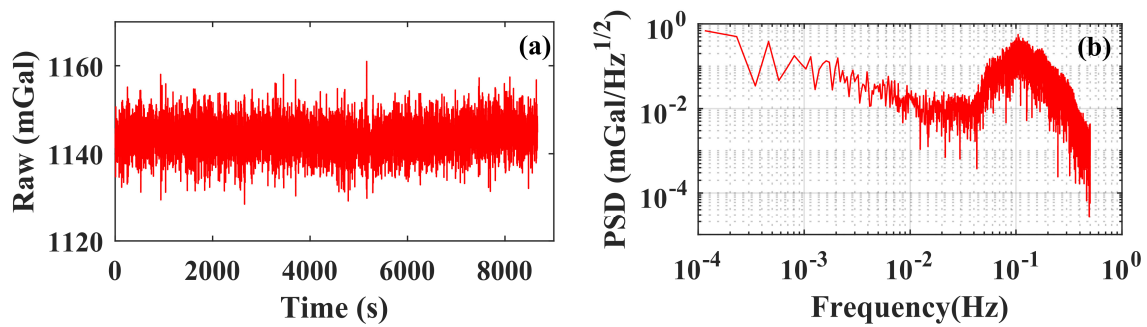 (a)
Raw (mGal)
1160
1140
1120
0 2000 4000 6000 8000
Time (s)
(b)
PSD (mGal/Hz^{1/2})
10^0
10^{-2}
10^{-4}
10^{-4} 10^{-3} 10^{-2} 10^{-1} 10^0
Frequency(Hz)